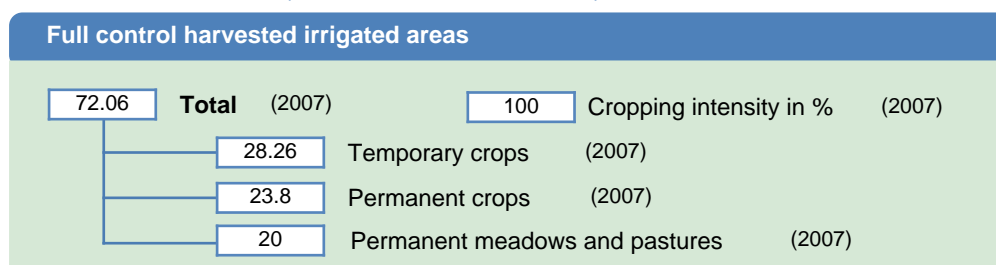 Full control harvested irrigated areas
72.06 Total (2007) 100 Cropping intensity in % (2007)
28.26 Temporary crops (2007)
23.8 Permanent crops (2007)
20 Permanent meadows and pastures (2007)